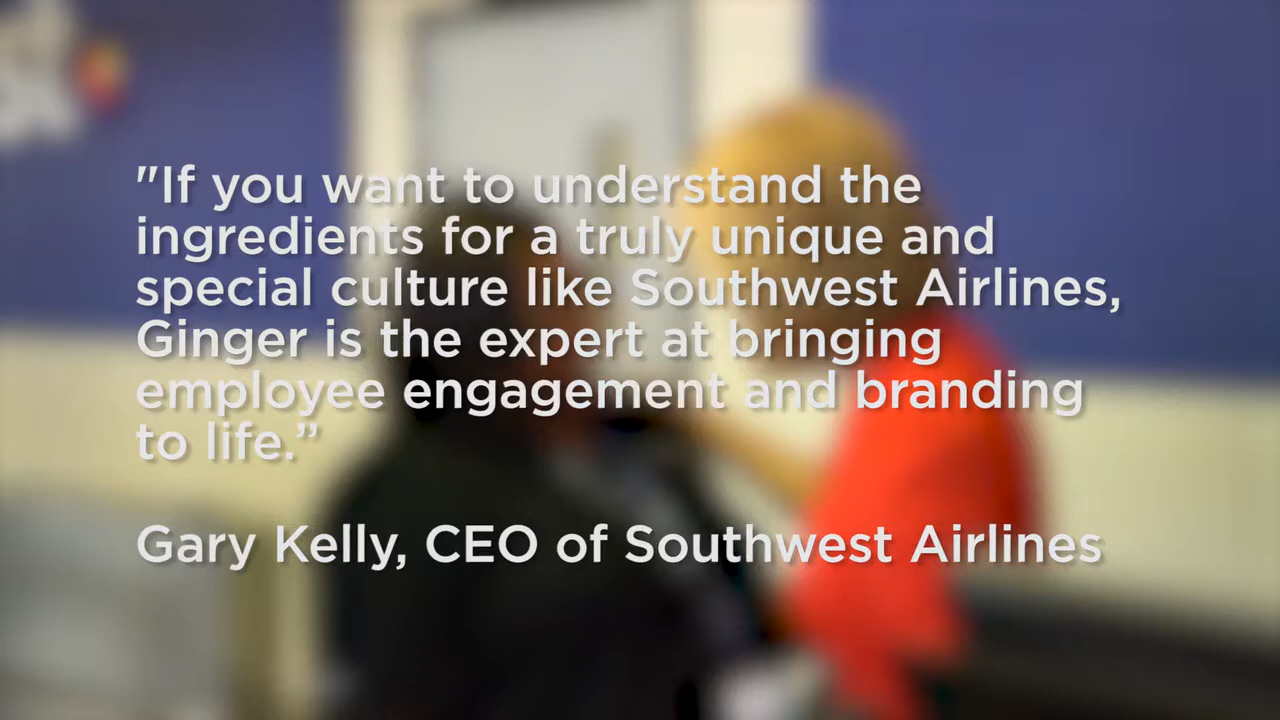 "If you want to understand the
ingredients for a truly unique and
special culture like Southwest Airlines,
Ginger is the expert at bringing
employee engagement and branding
to life.”
Gary Kelly, CEO of Southwest Airlines